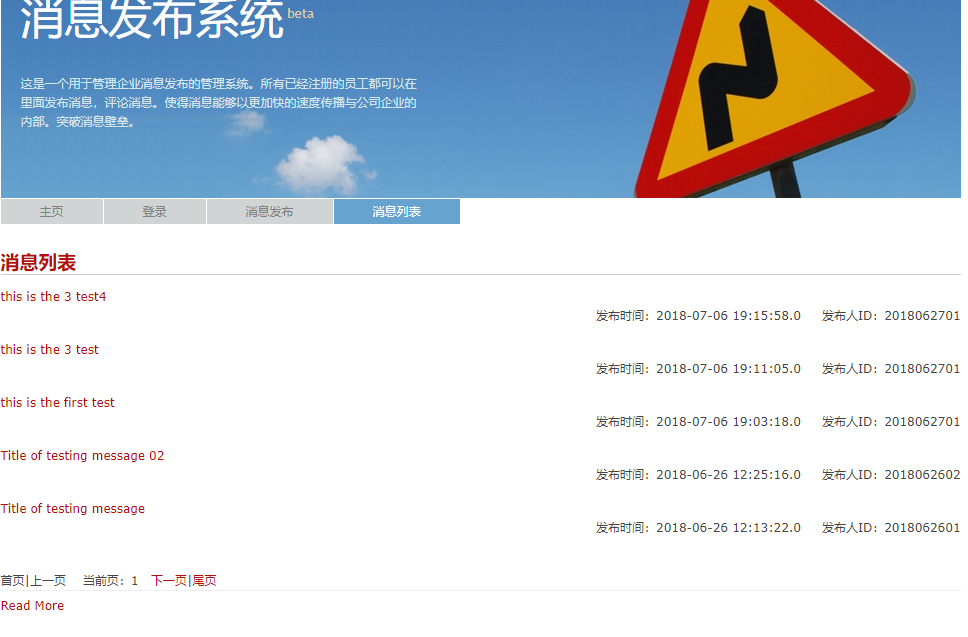 消息发布系统 beta
这是一个用于管理企业消息发布的管理系统。所有已经注册的员工都可以在
里面发布消息，评论消息。使得消息能够以更加快的速度传播与公司企业的
内部。突破消息壁垒。
主页 登录 消息发布 消息列表
消息列表
this is the 3 test4
发布时间：2018-07-06 19:15:58.0 发布人ID：2018062701
this is the 3 test
发布时间：2018-07-06 19:11:05.0 发布人ID：2018062701
this is the first test
发布时间：2018-07-06 19:03:18.0 发布人ID：2018062701
Title of testing message 02
发布时间：2018-06-26 12:25:16.0 发布人ID：2018062602
Title of testing message
发布时间：2018-06-26 12:13:22.0 发布人ID：2018062601
首页|上一页 当前页：1 下一页|尾页
Read More